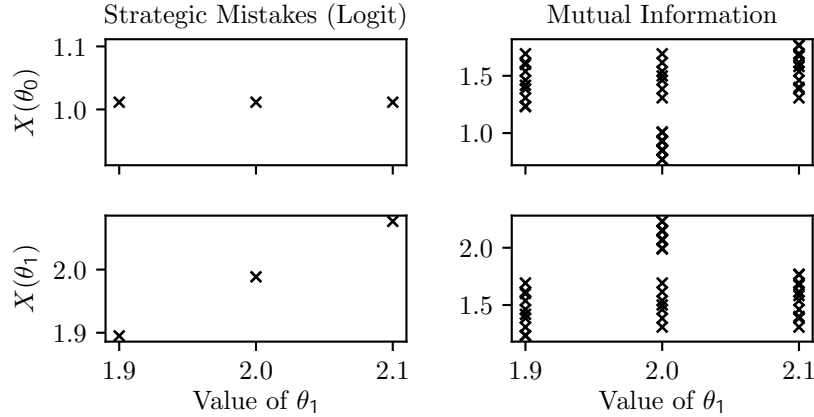 Strategic Mistakes (Logit)
Mutual Information
X(θ₀)
1.1
1.0
1.5
1.0
X(θ₁)
2.0
1.9
2.0
1.5
1.9 2.0 2.1
1.9 2.0 2.1
Value of θ₁
Value of θ₁